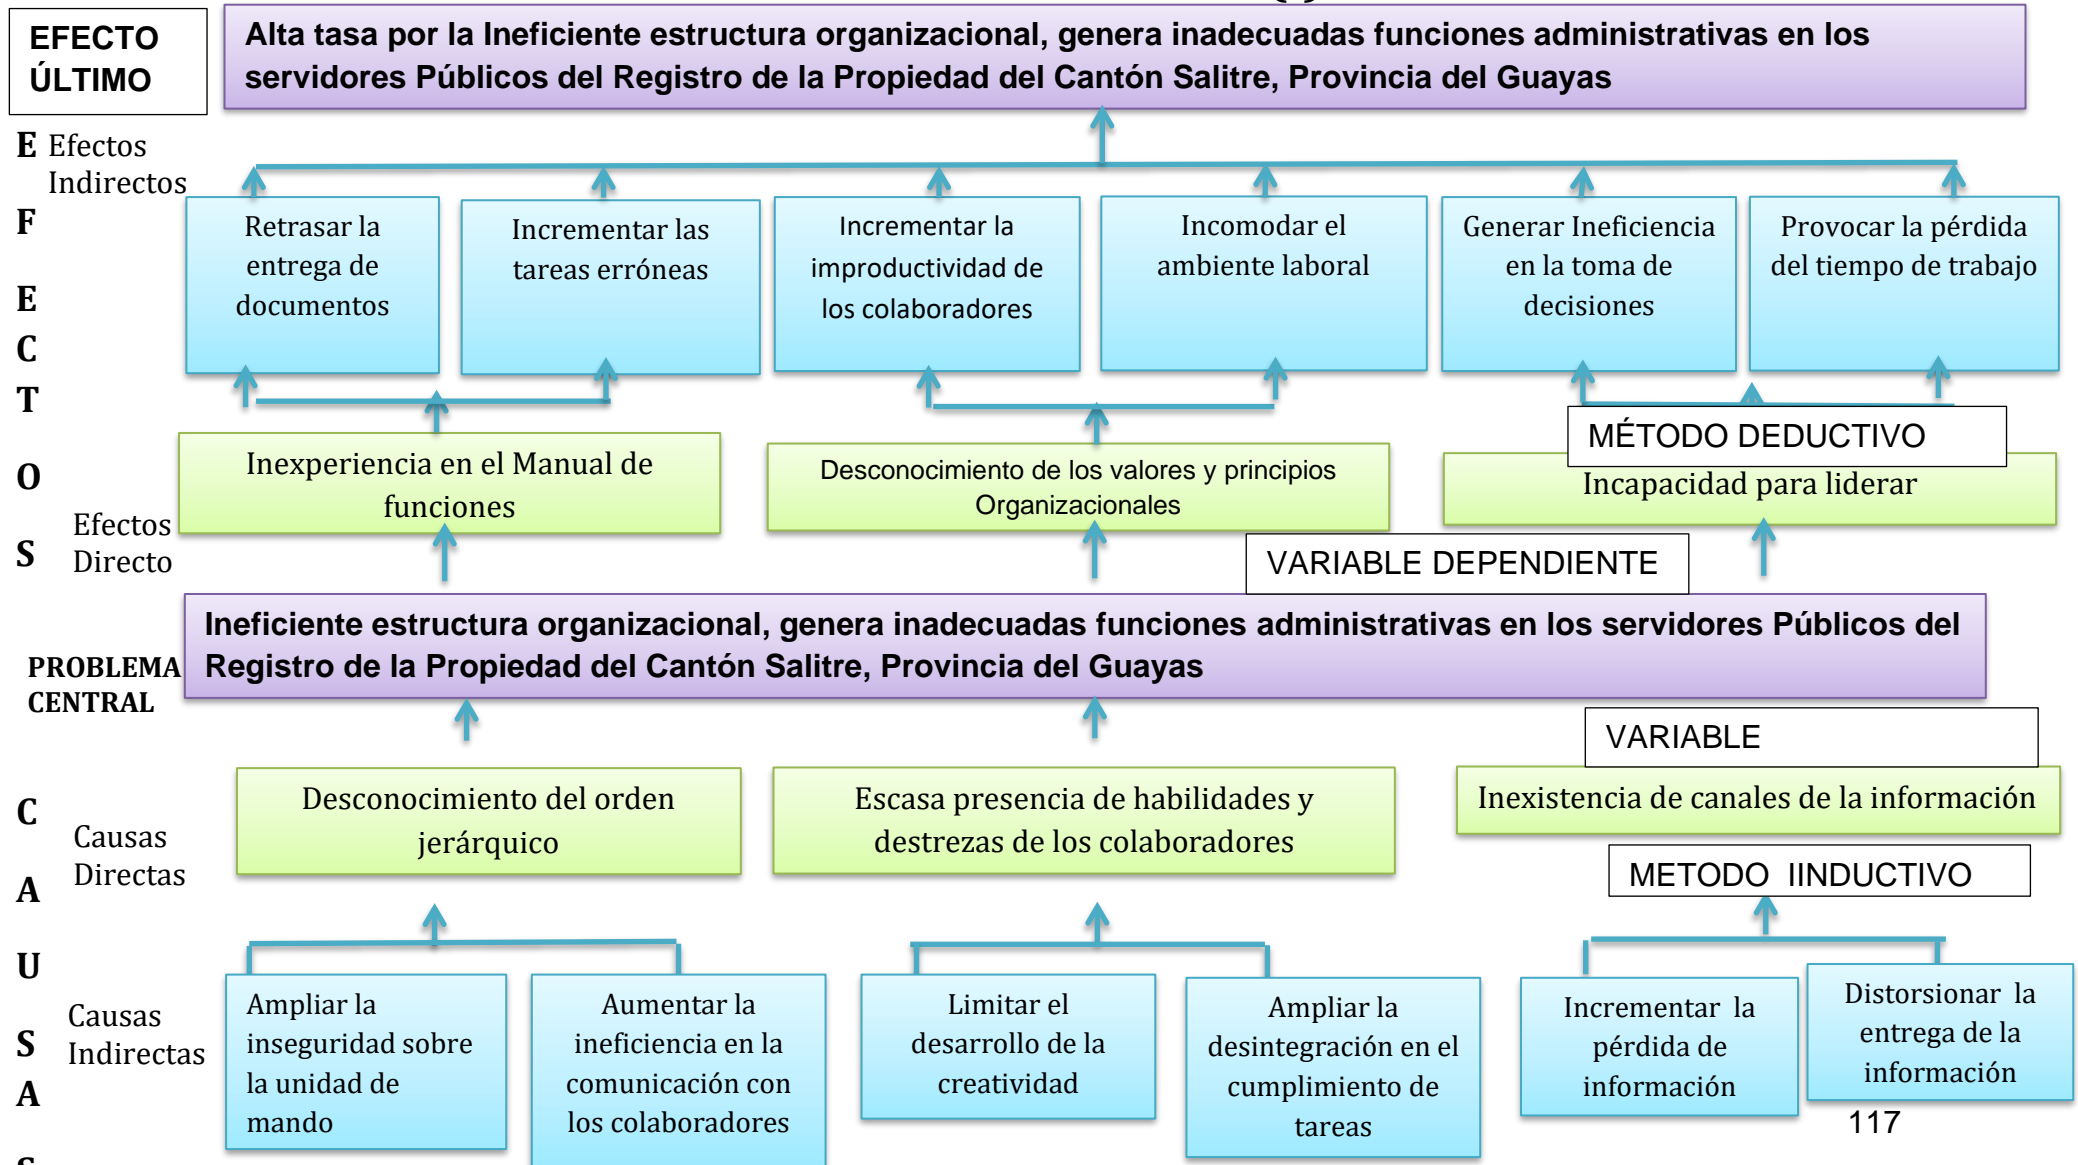 EFECTO
ÚLTIMO
Alta tasa por la Ineficiente estructura organizacional, genera inadecuadas funciones administrativas en los
servidores Públicos del Registro de la Propiedad del Cantón Salitre, Provincia del Guayas
E
F
E
C
T
O
S
Efectos
Indirectos
Retrasar la
entrega de
documentos
Incrementar las
tareas erróneas
Incrementar la
improductividad de
los colaboradores
Incomodar el
ambiente laboral
Generar Ineficiencia
en la toma de
decisiones
Provocar la pérdida
del tiempo de trabajo
MÉTODO DEDUCTIVO
Efectos
Directo
Inexperiencia en el Manual de
funciones
Desconocimiento de los valores y principios
Organizacionales
Incapacidad para liderar
VARIABLE DEPENDIENTE
PROBLEMA
CENTRAL
Ineficiente estructura organizacional, genera inadecuadas funciones administrativas en los servidores Públicos del
Registro de la Propiedad del Cantón Salitre, Provincia del Guayas
VARIABLE
C
A
U
S
A
S
Causas
Directas
Desconocimiento del orden
jerárquico
Escasa presencia de habilidades y
destrezas de los colaboradores
Inexistencia de canales de la información
METODO  IINDUCTIVO
Causas
Indirectas
Ampliar la
inseguridad sobre
la unidad de
mando
Aumentar la
ineficiencia en la
comunicación con
los colaboradores
Limitar el
desarrollo de la
creatividad
Ampliar la
desintegración en el
cumplimiento de
tareas
Incrementar  la
pérdida de
información
Distorsionar  la
entrega de la
información
117